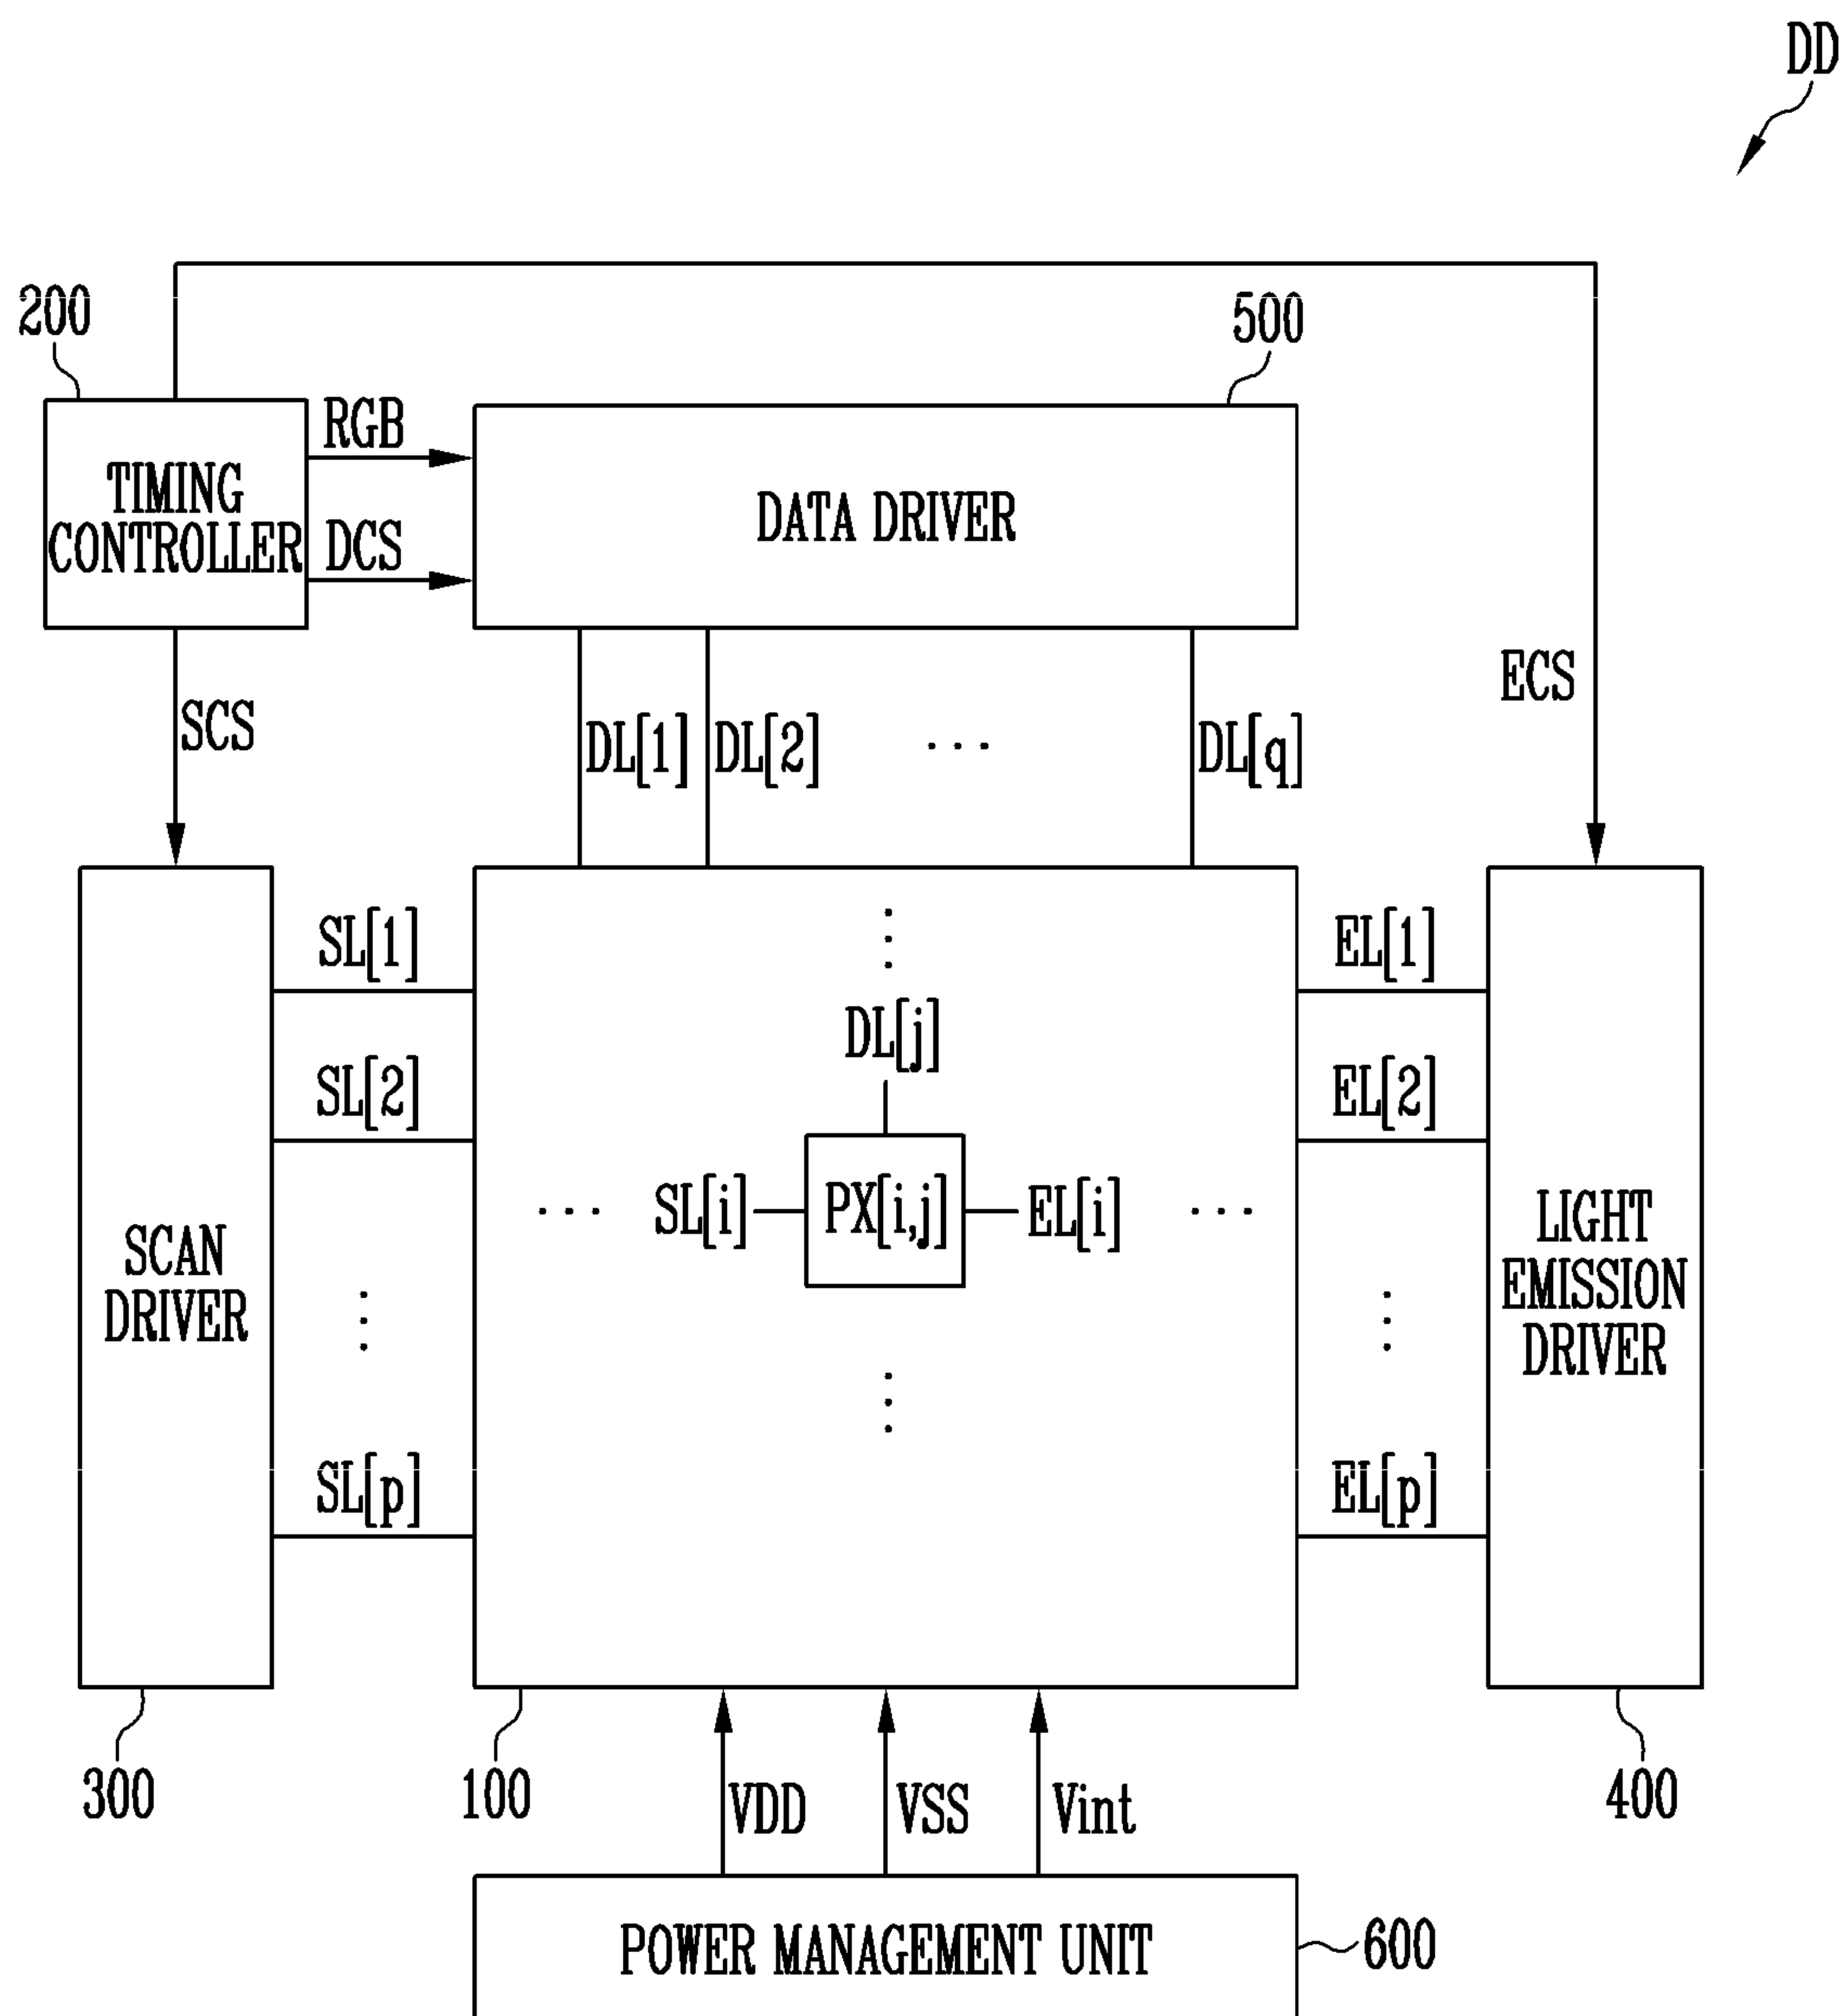 DD
200
500
RGB
TIMING
CONTROLLER
DCS
DATA DRIVER
SCS
ECS
DL[1]
DL[2]
...
DL[q]
SL[1]
EL[1]
DL[j]
SL[2]
EL[2]
...
SL[i]
PX[i,j]
EL[i]
...
SCAN
DRIVER
LIGHT
EMISSION
DRIVER
SL[p]
EL[p]
300
100
VDD
VSS
Vint
400
POWER MANAGEMENT UNIT
600